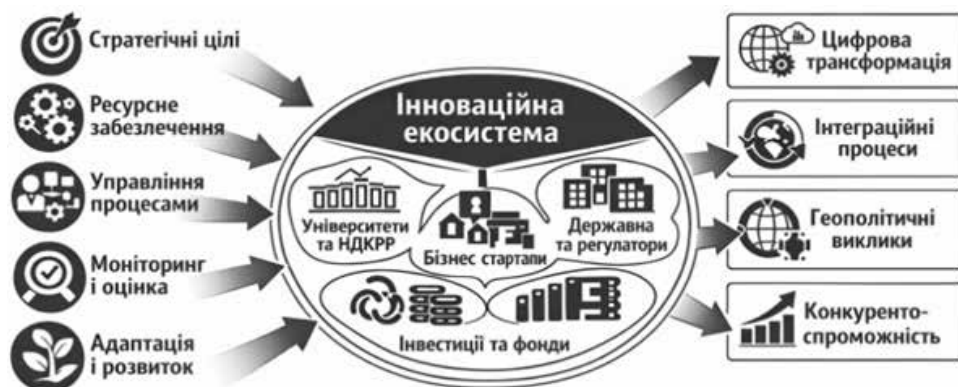 Стратегічні цілі
Ресурсне
забезлечення
Управління
процесами
Моніторинг
і оцінка
Адаптація
і розвиток
Інноваційна
екосистема
Університети
та НДКРР
Бізнес стартапи
Державна
та регулатори
Інвестиції та фонди
Цифрова
трансформація
Інтеграційні
процеси
Геополітичні
виклики
Конкуренто-
спроможність